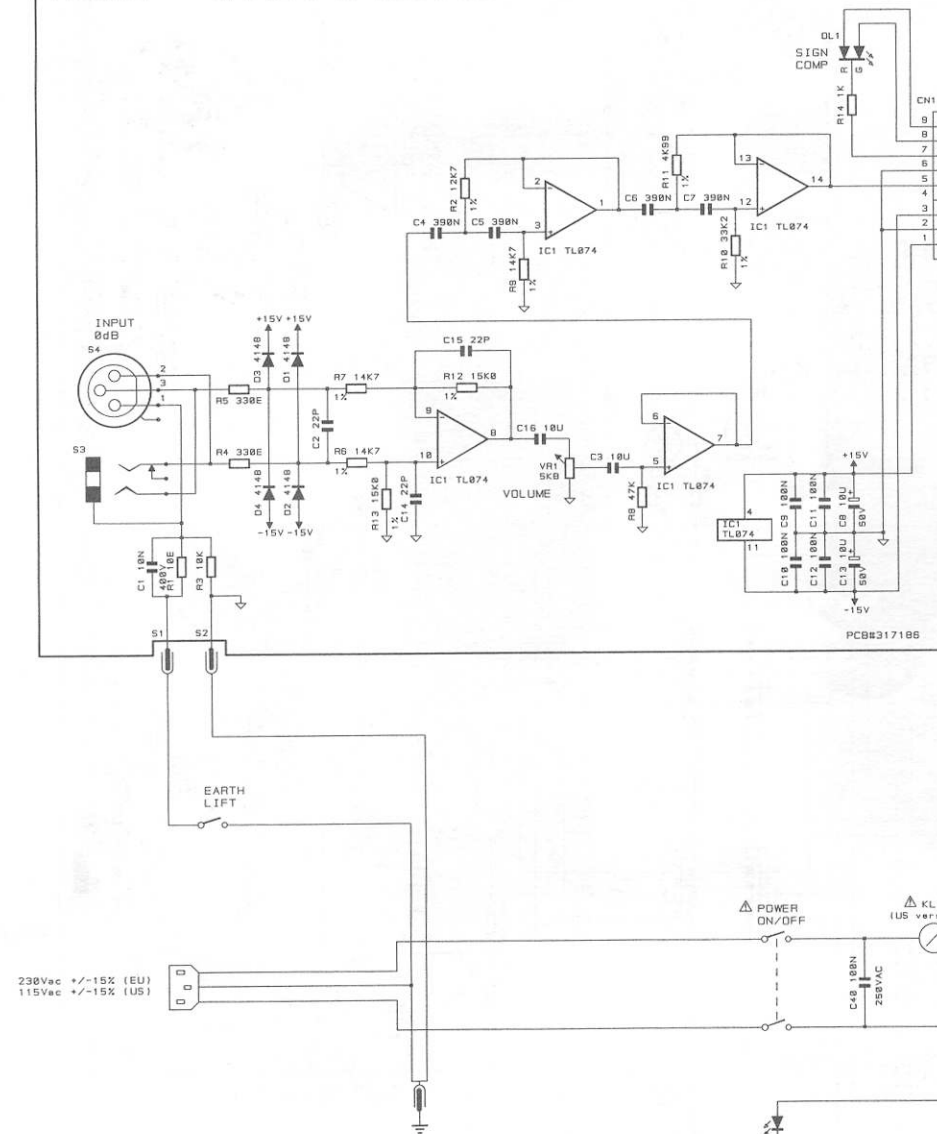 DL1
SIGN
COMP
R
G
R14 1K
CN1
9
8
7
6
5
4
3
2
1
R2 12K7
1%
2
3
1
C4 390N
C5 390N
IC1 TL074
R9 14K7
1%
C6 390N
C7 390N
R11 4K99
1%
13
12
14
IC1 TL074
R10 33K2
1%
INPUT
0dB
S4
2
3
1
S3
+15V
+15V
D3 4148
D1 4148
R5 330E
R4 330E
D4 4148
D2 4148
-15V
-15V
C2 22P
R7 14K7
1%
R6 14K7
1%
R13 15K0
1%
C14 22P
C15 22P
R12 15K0
1%
9
10
8
IC1 TL074
C16 10U
VR1
5KB
VOLUME
C3 10U
R8 47K
6
5
7
IC1 TL074
4
IC1
TL074
11
C9 100N
C11 100N
C8 10U
50V
+
+15V
C10 100N
C12 100N
C13 10U
50V
+
-15V
PCB#317186
C1 10N
400V
R1 10E
R3 10K
S1
S2
EARTH
LIFT
POWER
ON/OFF
KL
(US vers
C40 100N
250VAC
230Vac +/-15% (EU)
115Vac +/-15% (US)